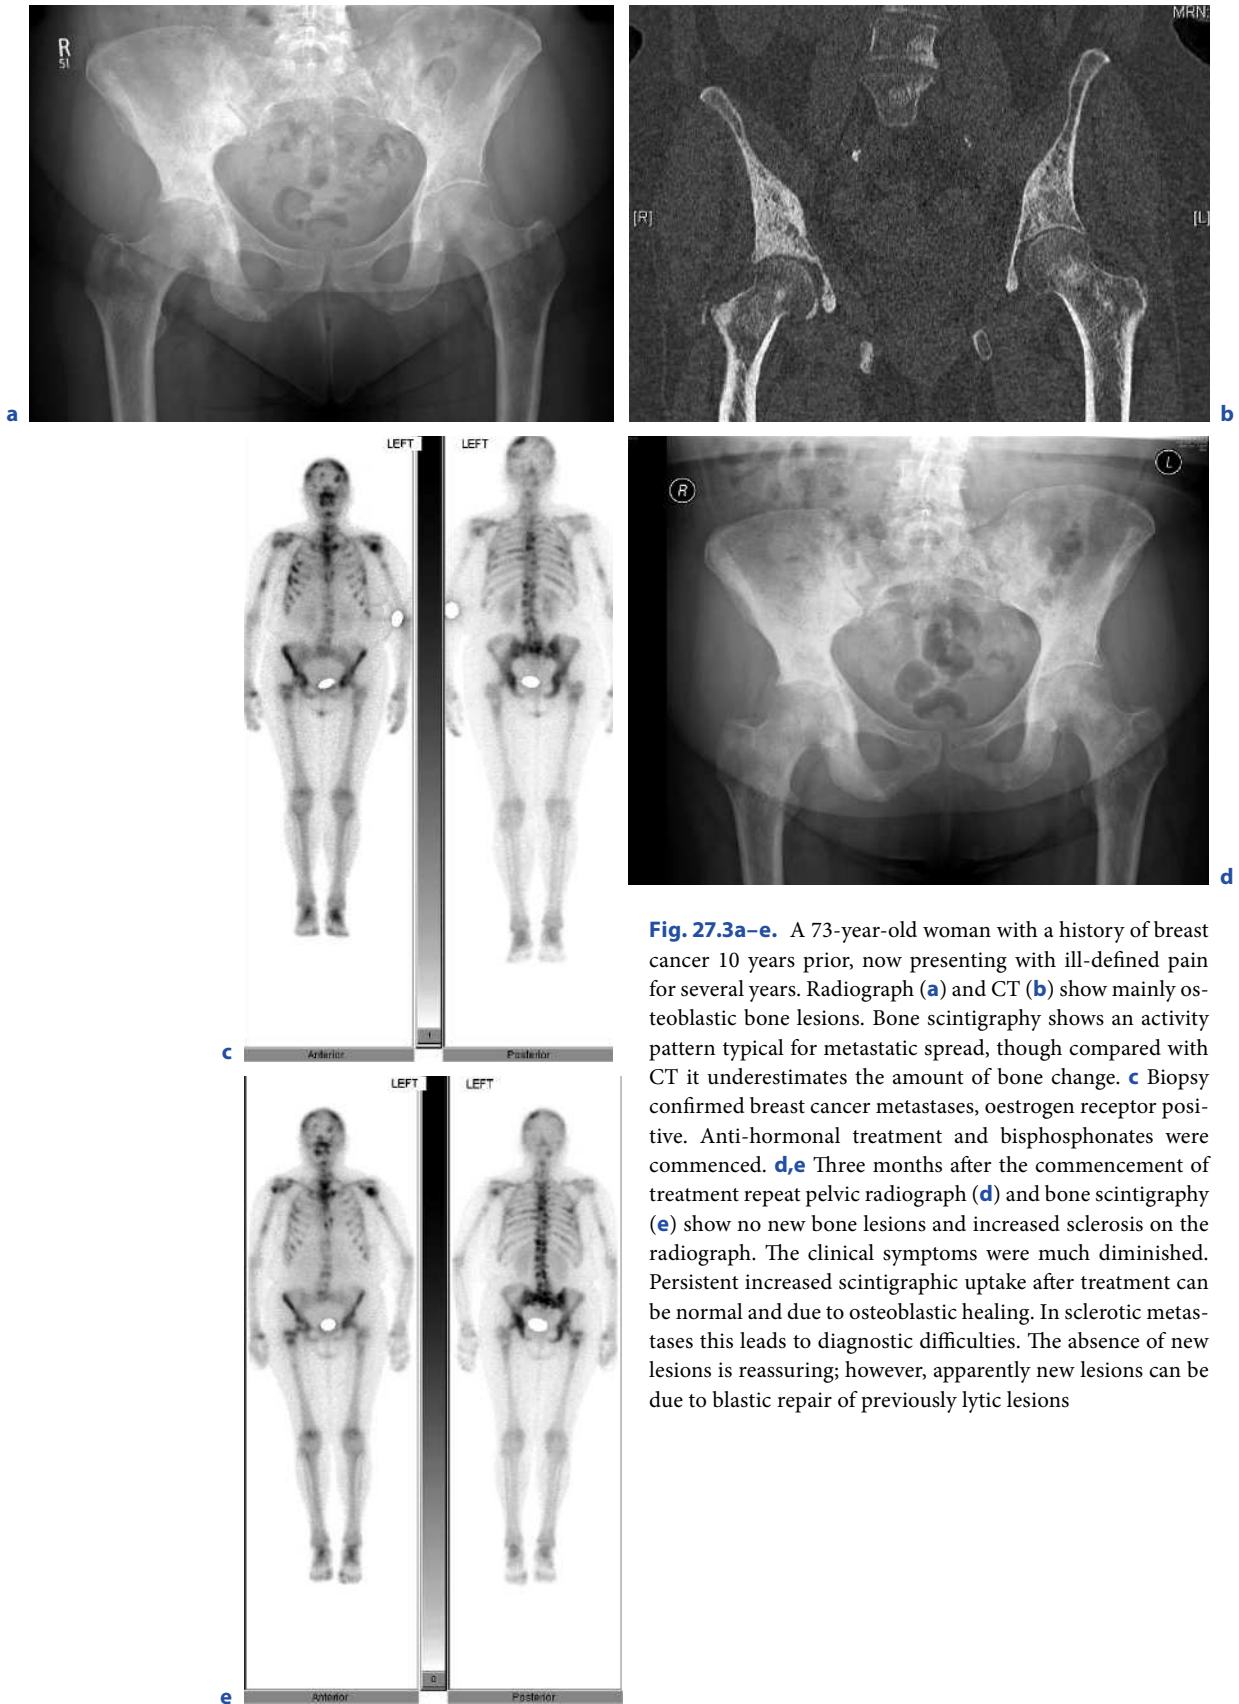 R
SI
MRN:
[R]
[L]
a
b
LEFT
LEFT
R
L
1
c
Anterior
Posterior
d
LEFT
LEFT
0
e
Anterior
Posterior
Fig. 27.3a–e. A 73-year-old woman with a history of breast
cancer 10 years prior, now presenting with ill-defined pain
for several years. Radiograph (a) and CT (b) show mainly os-
teoblastic bone lesions. Bone scintigraphy shows an activity
pattern typical for metastatic spread, though compared with
CT it underestimates the amount of bone change. c Biopsy
confirmed breast cancer metastases, oestrogen receptor posi-
tive. Anti-hormonal treatment and bisphosphonates were
commenced. d,e Three months after the commencement of
treatment repeat pelvic radiograph (d) and bone scintigraphy
(e) show no new bone lesions and increased sclerosis on the
radiograph. The clinical symptoms were much diminished.
Persistent increased scintigraphic uptake after treatment can
be normal and due to osteoblastic healing. In sclerotic metas-
tases this leads to diagnostic difficulties. The absence of new
lesions is reassuring; however, apparently new lesions can be
due to blastic repair of previously lytic lesions